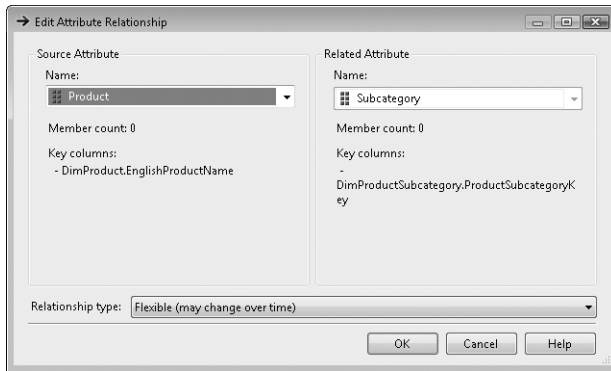 Edit Attribute Relationship
Source Attribute
Name:
Product
Member count: 0
Key columns:
- DimProduct.EnglishProductName
Related Attribute
Name:
Subcategory
Member count: 0
Key columns:
-
DimProductSubcategory.ProductSubcategoryK
ey
Relationship type: Flexible (may change over time)
OK Cancel Help